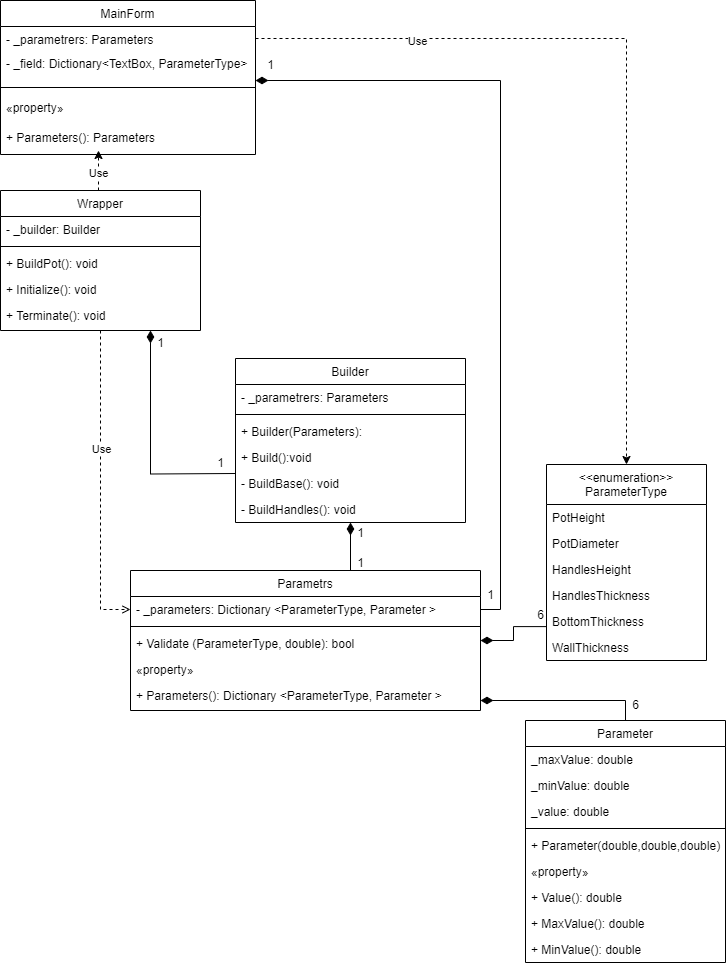 MainForm
- _parametrers: Parameters
- _field: Dictionary<TextBox, ParameterType>
«property»
+ Parameters(): Parameters
Use
1
Use
Wrapper
- _builder: Builder
+ BuildPot(): void
+ Initialize(): void
+ Terminate(): void
1
Use
1
Builder
- _parametrers: Parameters
+ Builder(Parameters):
+ Build():void
- BuildBase(): void
- BuildHandles(): void
1
1
<<enumeration>>
ParameterType
PotHeight
PotDiameter
HandlesHeight
HandlesThickness
BottomThickness
WallThickness
Parametrs
- _parameters: Dictionary <ParameterType, Parameter >
+ Validate (ParameterType, double): bool
«property»
+ Parameters(): Dictionary <ParameterType, Parameter >
1
6
6
Parameter
_maxValue: double
_minValue: double
_value: double
+ Parameter(double,double,double)
«property»
+ Value(): double
+ MaxValue(): double
+ MinValue(): double